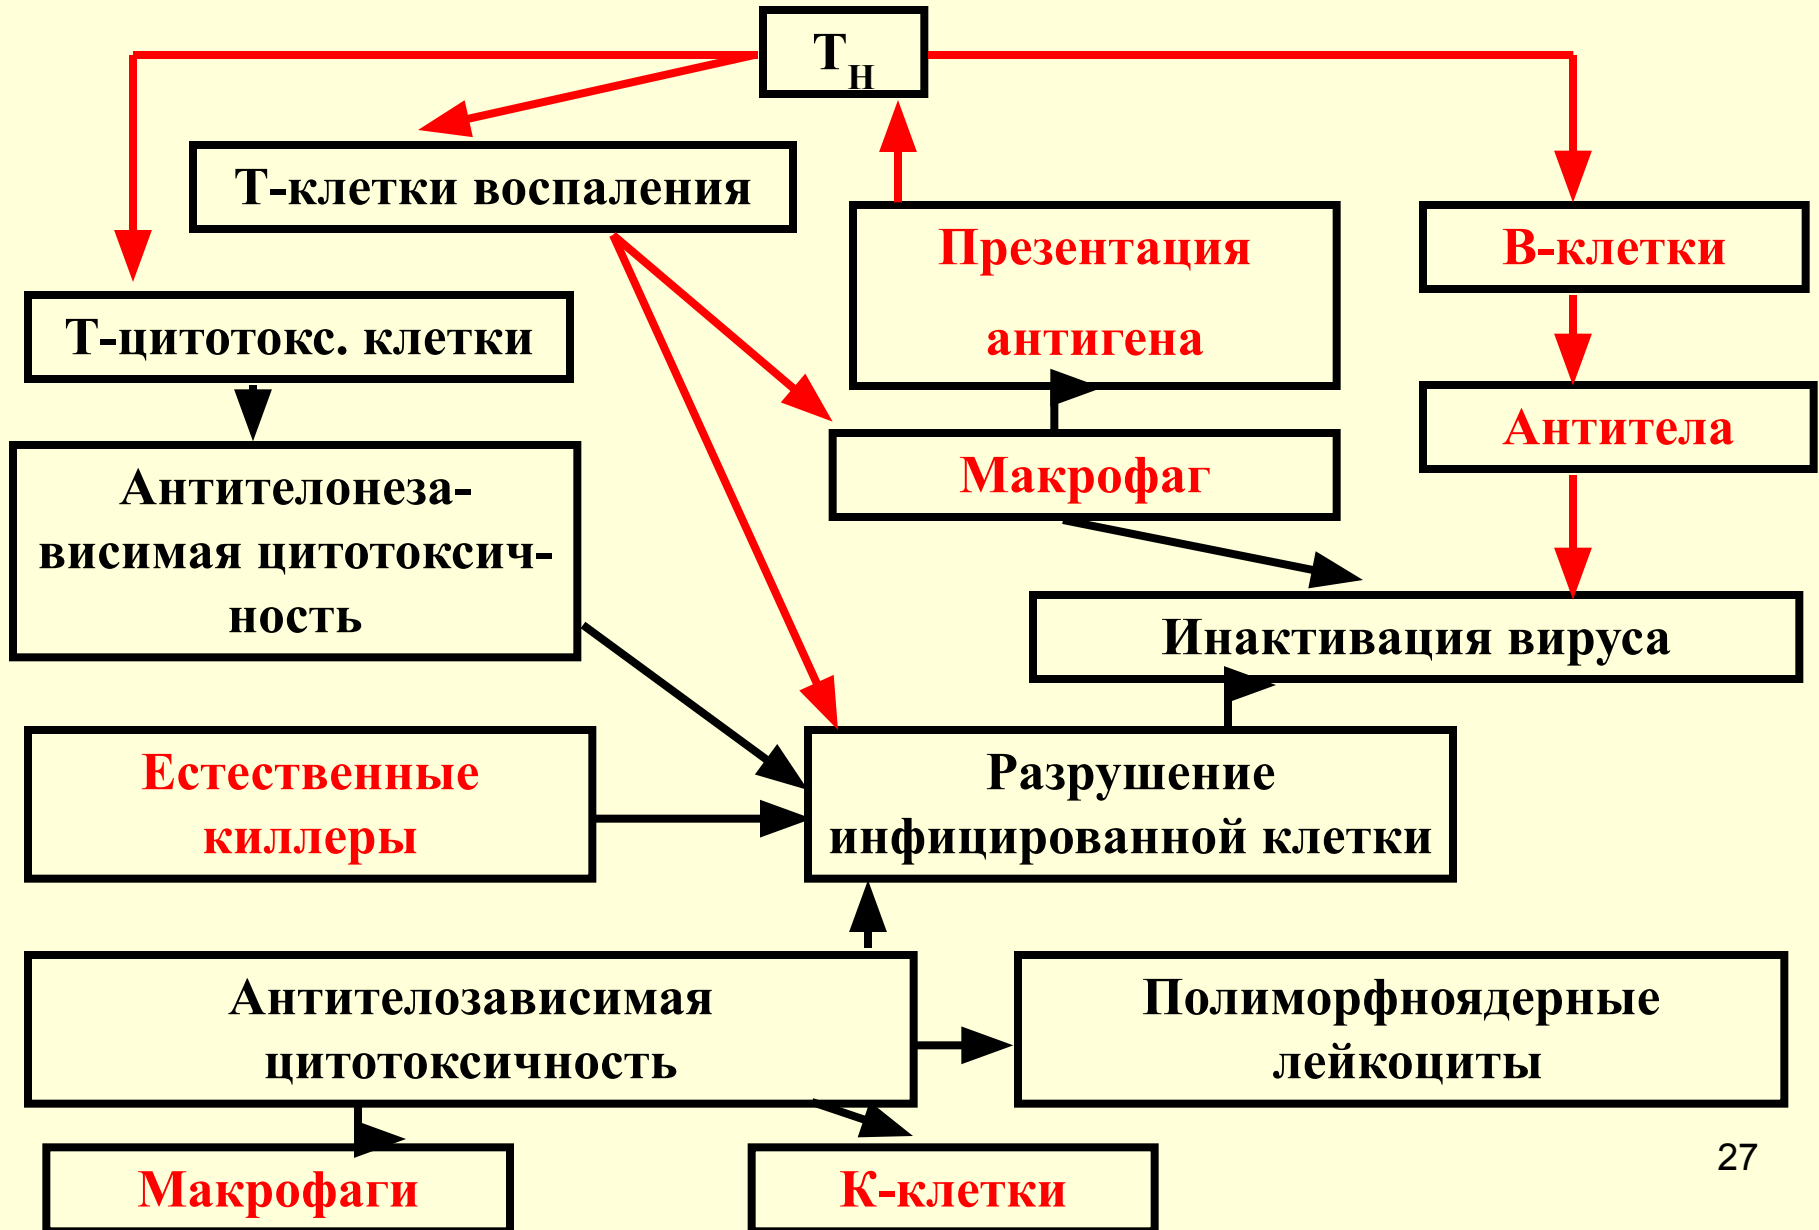 Tн
Т-клетки воспаления
Презентация
антигена
В-клетки
Т-цитотокс. клетки
Антитела
Макрофаг
Антителонеза-
висимая цитотоксич-
ность
Инактивация вируса
Естественные
киллеры
Разрушение
инфицированной клетки
Антителозависимая
цитотоксичность
Полиморфноядерные
лейкоциты
Макрофаги
К-клетки
27